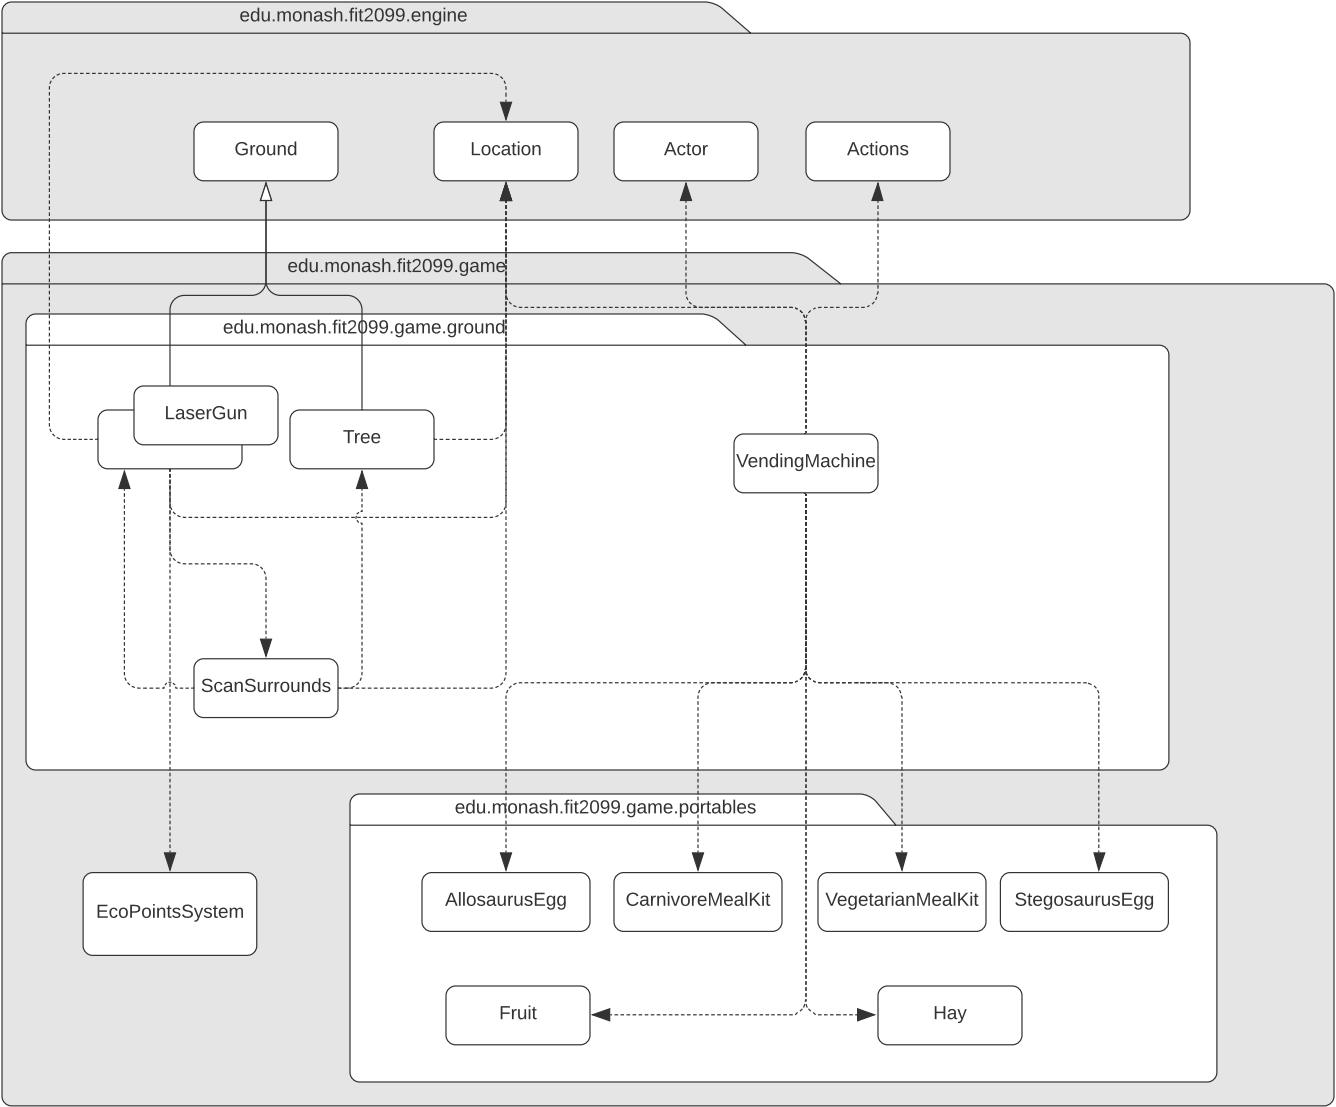 edu.monash.fit2099.engine
Ground
Location
Actor
Actions
edu.monash.fit2099.game
edu.monash.fit2099.game.ground
LaserGun
Tree
VendingMachine
ScanSurrounds
edu.monash.fit2099.game.portables
EcoPointsSystem
AllosaurusEgg
CarnivoreMealKit
VegetarianMealKit
StegosaurusEgg
Fruit
Hay